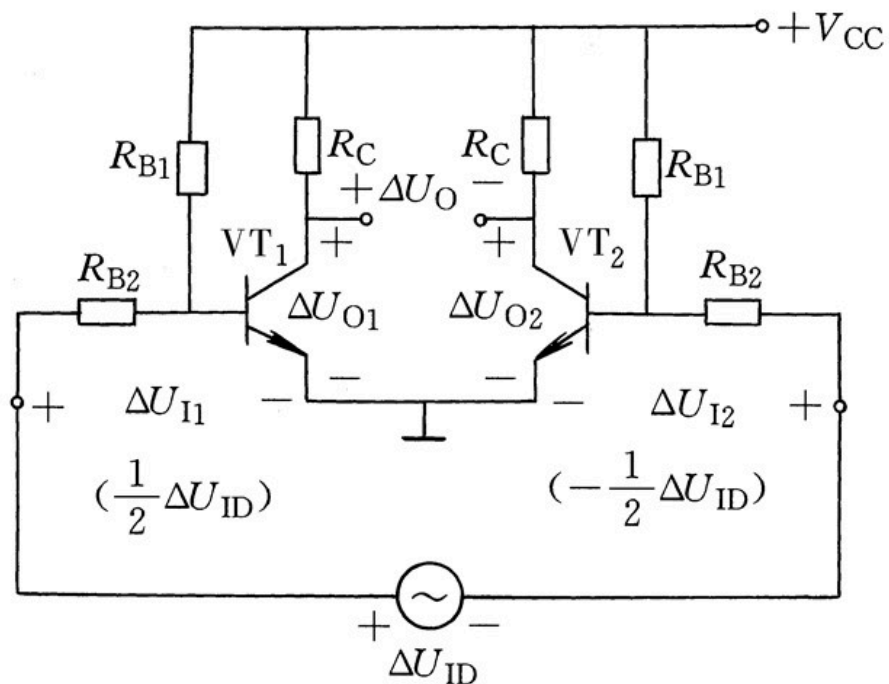 +V_CC
R_B1 R_C R_C R_B1
+ ΔU_O −
VT_1 + + VT_2
R_B2 R_B2
ΔU_O1 ΔU_O2
− −
+ ΔU_I1 − − ΔU_I2 +
(1/2 ΔU_ID) (−1/2 ΔU_ID)
+ ~ −
ΔU_ID